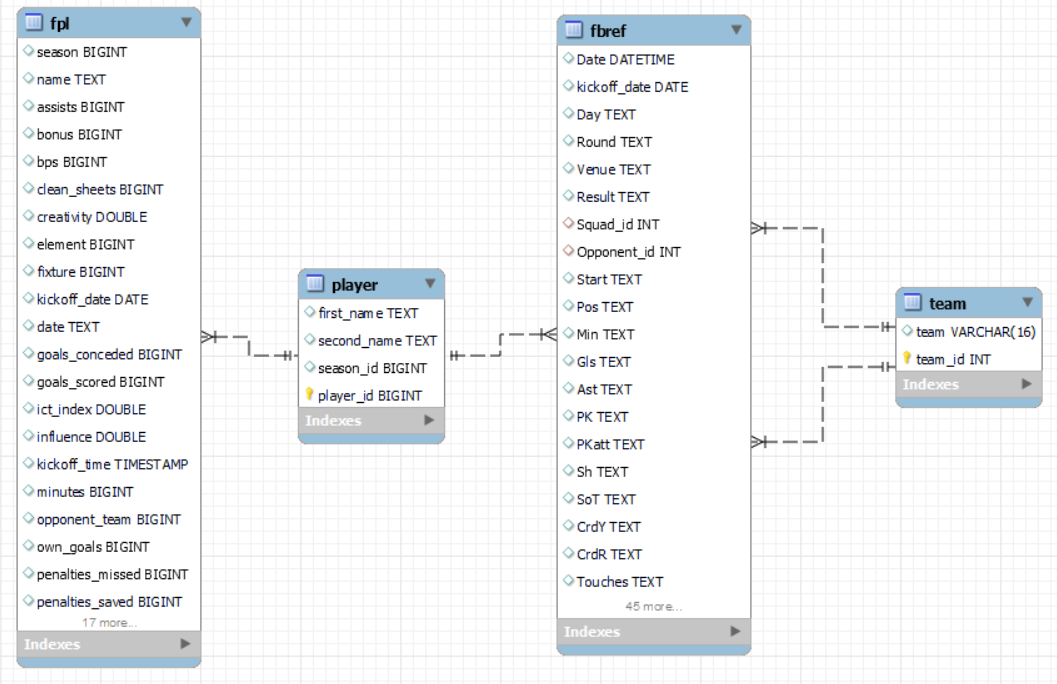 fpl
season BIGINT
name TEXT
assists BIGINT
bonus BIGINT
bps BIGINT
clean_sheets BIGINT
creativity DOUBLE
element BIGINT
fixture BIGINT
kickoff_date DATE
date TEXT
goals_conceded BIGINT
goals_scored BIGINT
ict_index DOUBLE
influence DOUBLE
kickoff_time TIMESTAMP
minutes BIGINT
opponent_team BIGINT
own_goals BIGINT
penalties_missed BIGINT
penalties_saved BIGINT
17 more...
Indexes
player
first_name TEXT
second_name TEXT
season_id BIGINT
player_id BIGINT
Indexes
fbref
Date DATETIME
kickoff_date DATE
Day TEXT
Round TEXT
Venue TEXT
Result TEXT
Squad_id INT
Opponent_id INT
Start TEXT
Pos TEXT
Min TEXT
Gls TEXT
Ast TEXT
PK TEXT
PKatt TEXT
Sh TEXT
SoT TEXT
CrdY TEXT
CrdR TEXT
Touches TEXT
45 more...
Indexes
team
team VARCHAR(16)
team_id INT
Indexes